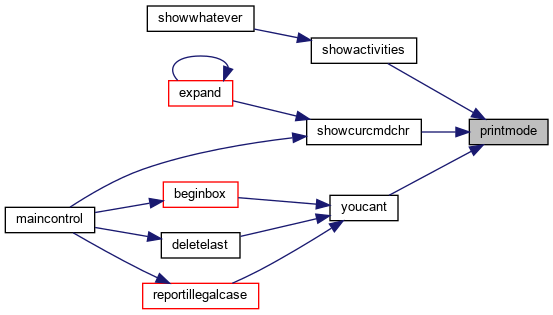 showwhatever
showactivities
expand
printmode
showcurcmdchr
beginbox
youcant
maincontrol
deletelast
reportillegalcase